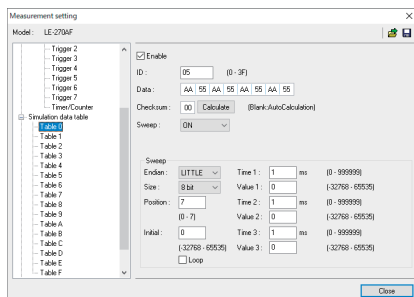 Measurement setting
Model : LE-270AF
Trigger 2
Trigger 3
Trigger 4
Trigger 5
Trigger 6
Trigger 7
Timer/Counter
Simulation data table
Table 0
Table 1
Table 2
Table 3
Table 4
Table 5
Table 6
Table 7
Table 8
Table 9
Table A
Table B
Table C
Table D
Table E
Table F
Enable
ID : 05 (0 - 3F)
Data : AA 55 AA 55 AA 55 AA 55
Checksum : 00 Calculate (Blank:AutoCalculation)
Sweep : ON
Sweep
Endian : LITTLE Time 1 : 1 ms (0 - 999999)
Size : 8 bit Value 1 : 0 (-32768 - 65535)
Position : 7 Time 2 : 1 ms (0 - 999999)
(0 - 7) Value 2 : 0 (-32768 - 65535)
Initial : 0 Time 3 : 1 ms (0 - 999999)
(-32768 - 65535) Value 3 : 0 (-32768 - 65535)
Loop
Close